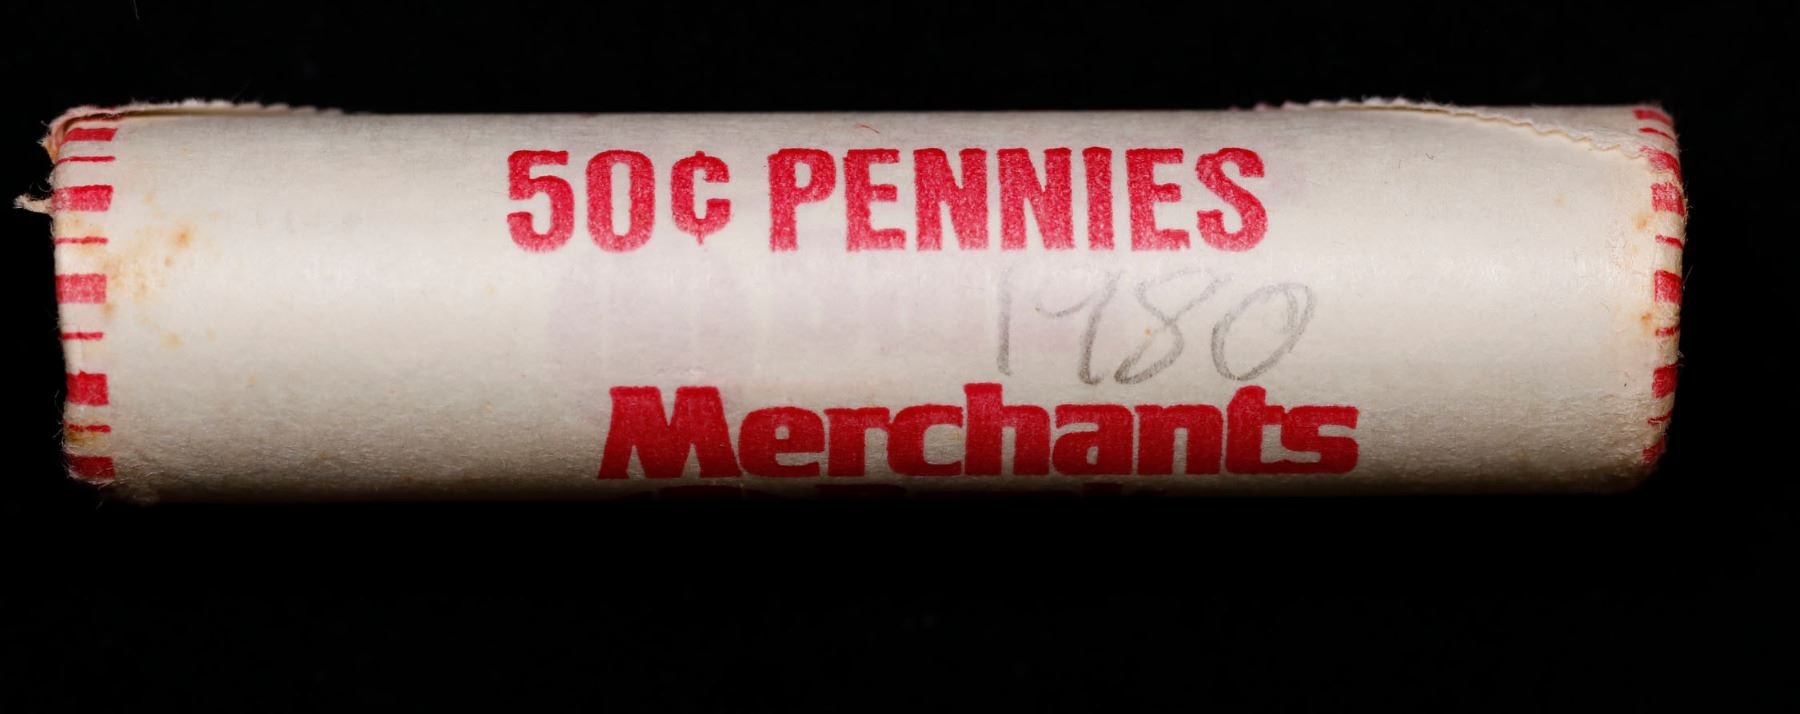 50¢ PENNIES
1980
Merchants